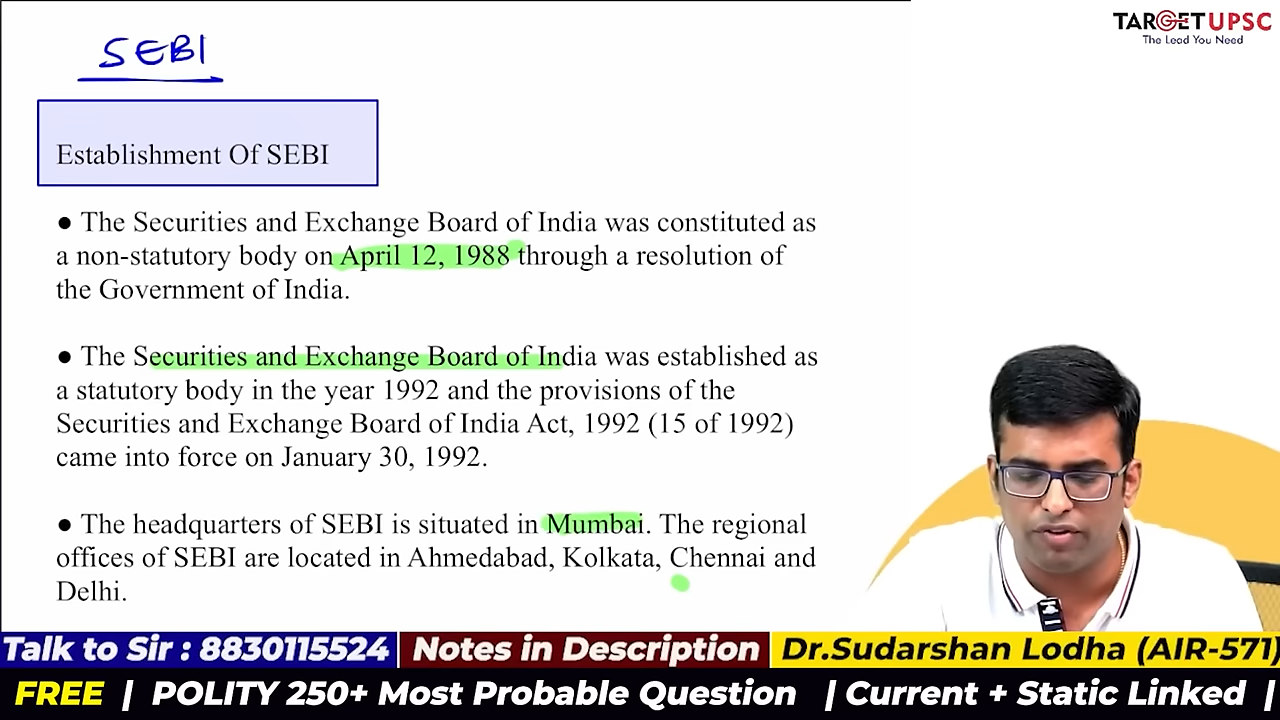 TARGET UPSC
The Lead You Need
SEBI
Establishment Of SEBI
● The Securities and Exchange Board of India was constituted as
a non-statutory body on April 12, 1988 through a resolution of
the Government of India.
● The Securities and Exchange Board of India was established as
a statutory body in the year 1992 and the provisions of the
Securities and Exchange Board of India Act, 1992 (15 of 1992)
came into force on January 30, 1992.
● The headquarters of SEBI is situated in Mumbai. The regional
offices of SEBI are located in Ahmedabad, Kolkata, Chennai and
Delhi.
Talk to Sir : 8830115524 Notes in Description Dr.Sudarshan Lodha (AIR-571)
FREE | POLITY 250+ Most Probable Question | Current + Static Linked |